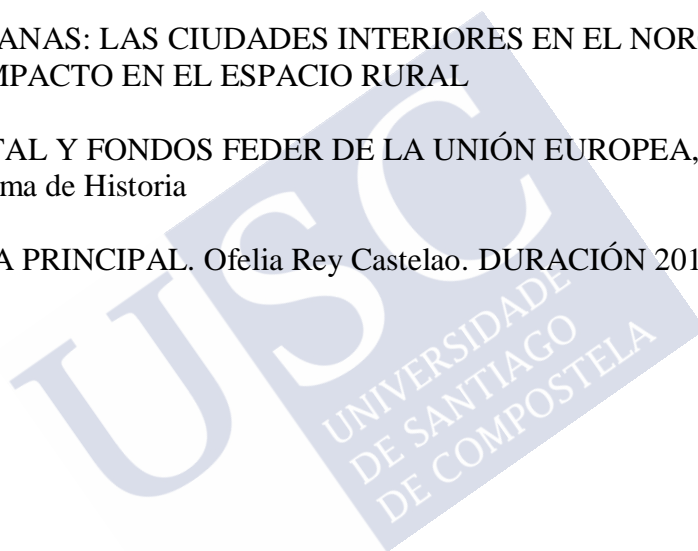 ANAS: LAS CIUDADES INTERIORES EN EL NOR
MPACTO EN EL ESPACIO RURAL
TAL Y FONDOS FEDER DE LA UNIÓN EUROPEA,
ma de Historia
A PRINCIPAL. Ofelia Rey Castelao. DURACIÓN 201
USC
UNIVERSIDADE
DE SANTIAGO
DE COMPOSTELA